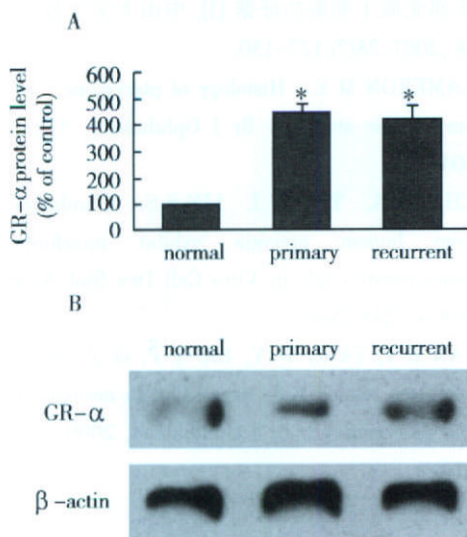 A
600
500
400
300
200
100
0
GR-α protein level
(% of control)
* *
normal primary recurrent
B
normal primary recurrent
GR-α
β-actin